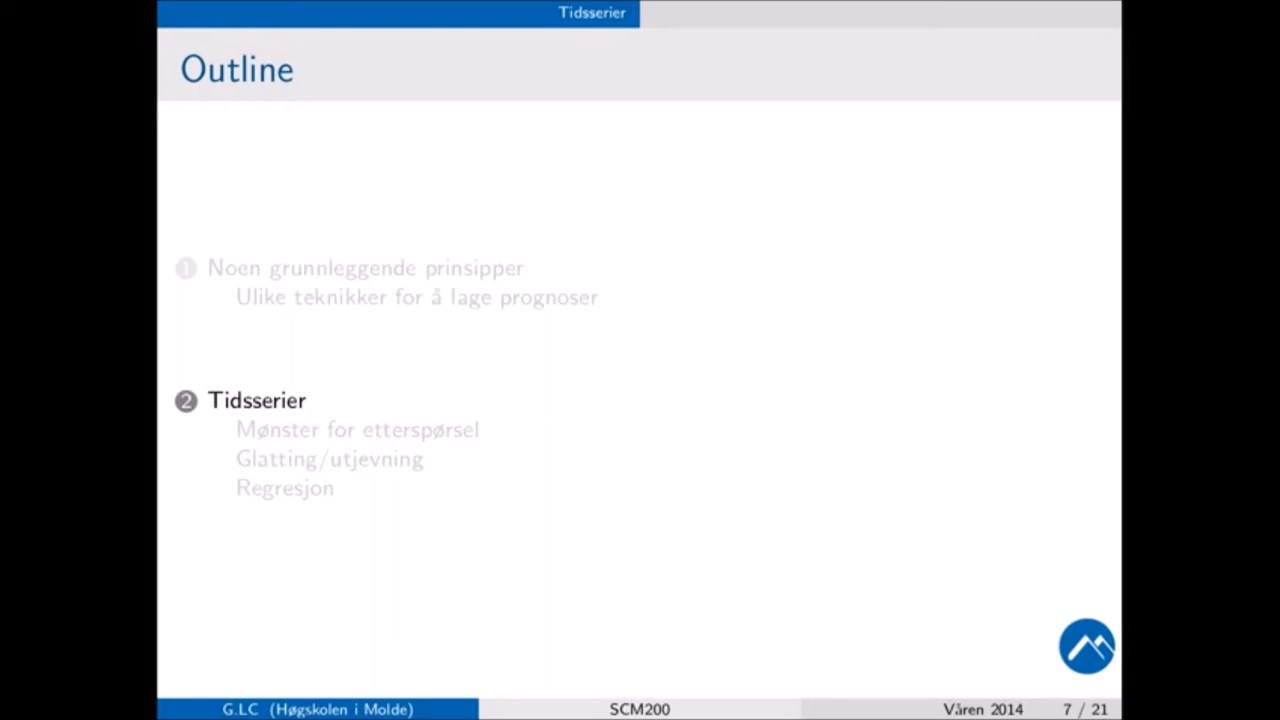 Tidsserier
Outline
1 Noen grunnleggende prinsipper
Ulike teknikker for å lage prognoser
2 Tidsserier
Mønster for etterspørsel
Glatting/utjevning
Regresjon
G.LC (Høgskolen i Molde) SCM200 Våren 2014 7 / 21